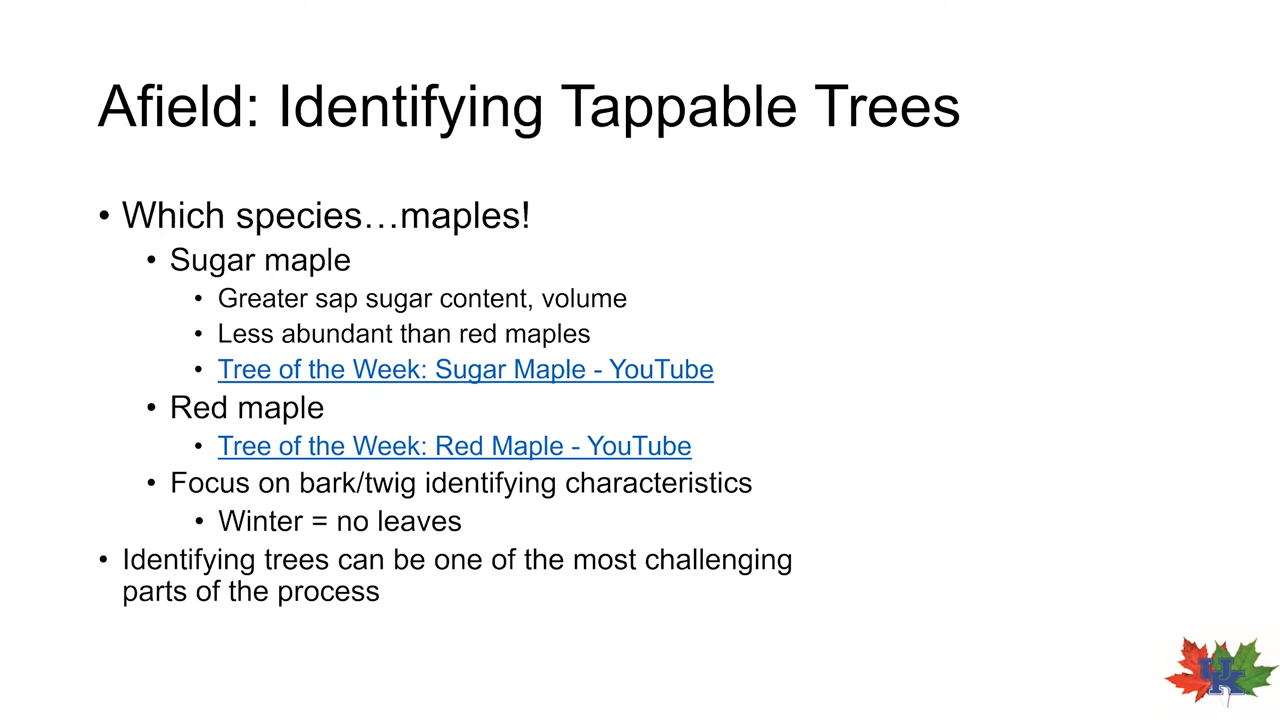 Afield: Identifying Tappable Trees
• Which species…maples!
• Sugar maple
• Greater sap sugar content, volume
• Less abundant than red maples
• Tree of the Week: Sugar Maple - YouTube
• Red maple
• Tree of the Week: Red Maple - YouTube
• Focus on bark/twig identifying characteristics
• Winter = no leaves
• Identifying trees can be one of the most challenging
parts of the process
UK